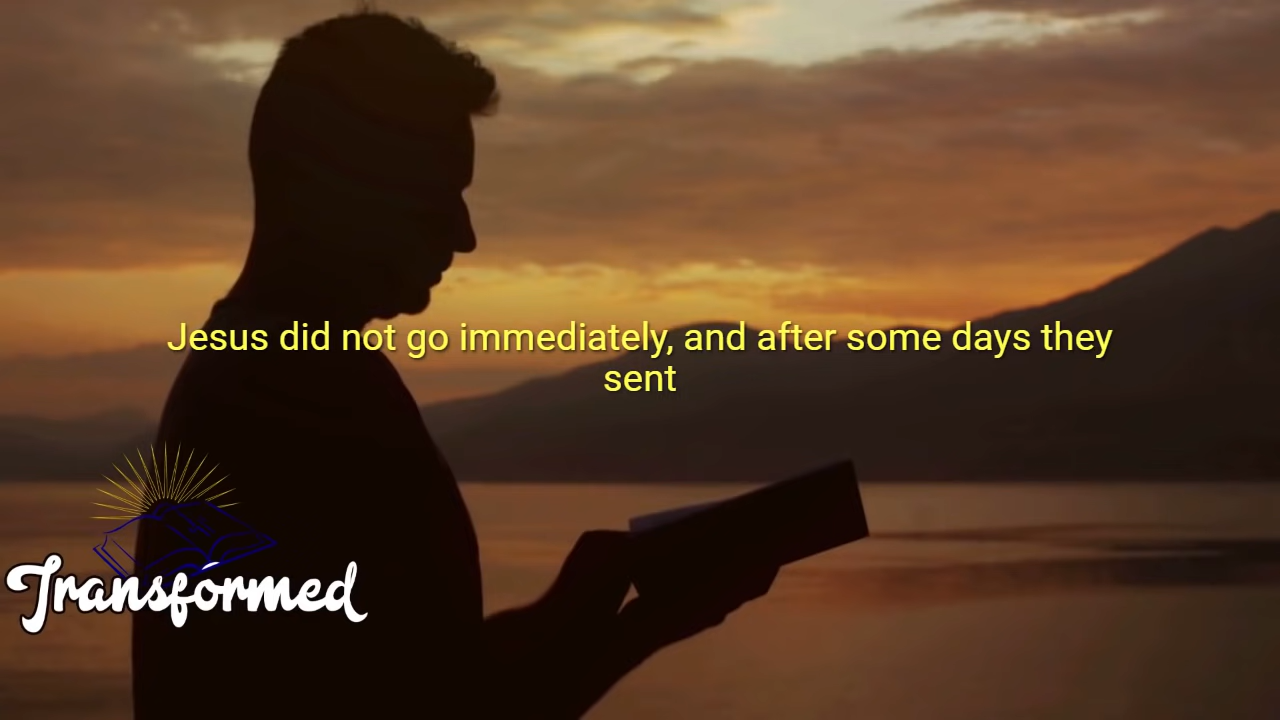 Jesus did not go immediately, and after some days they
sent
Transformed